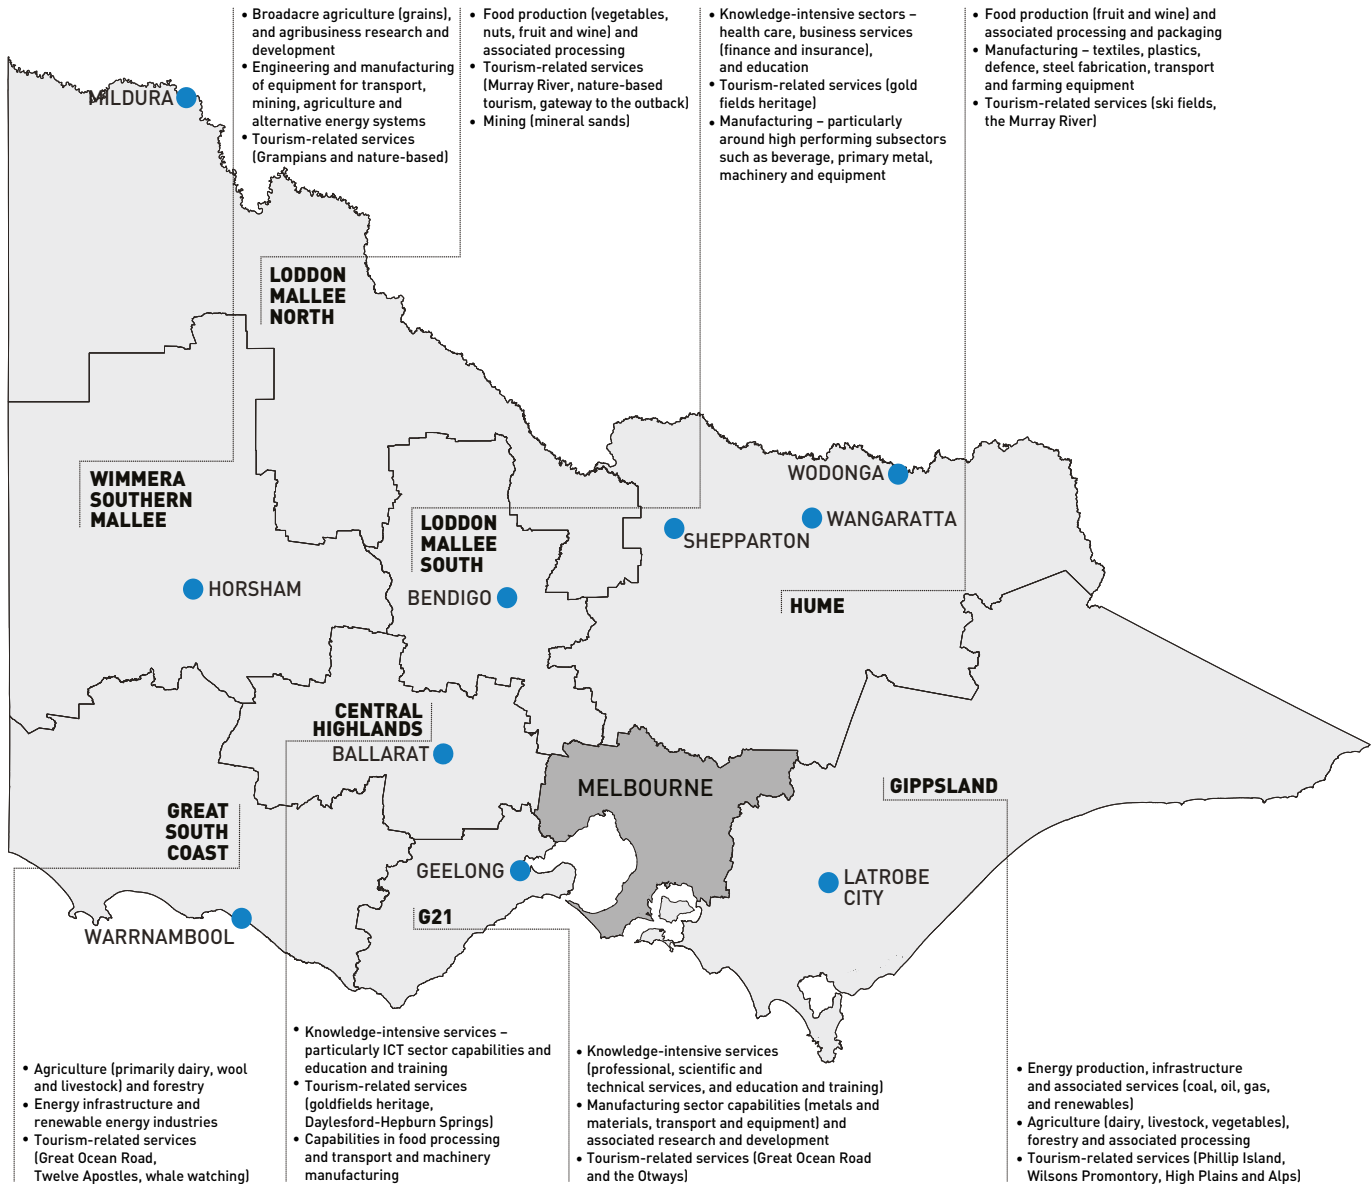 • Broadacre agriculture (grains),
and agribusiness research and
development
• Engineering and manufacturing
of equipment for transport,
mining, agriculture and
alternative energy systems
• Tourism-related services
(Grampians and nature-based)
• Food production (vegetables,
nuts, fruit and wine) and
associated processing
• Tourism-related services
(Murray River, nature-based
tourism, gateway to the outback)
• Mining (mineral sands)
• Knowledge-intensive sectors –
health care, business services
(finance and insurance),
and education
• Tourism-related services (gold
fields heritage)
• Manufacturing – particularly
around high performing subsectors
such as beverage, primary metal,
machinery and equipment
• Food production (fruit and wine) and
associated processing and packaging
• Manufacturing – textiles, plastics,
defence, steel fabrication, transport
and farming equipment
• Tourism-related services (ski fields,
the Murray River)
MILDURA
LODDON
MALLEE
NORTH
WIMMERA
SOUTHERN
MALLEE
LODDON
MALLEE
SOUTH
WODONGA
WANGARATTA
SHEPPARTON
HORSHAM
BENDIGO
HUME
CENTRAL
HIGHLANDS
BALLARAT
MELBOURNE
GIPPSLAND
GREAT
SOUTH
COAST
GEELONG
LATROBE
CITY
G21
WARRNAMBOOL
• Agriculture (primarily dairy, wool
and livestock) and forestry
• Energy infrastructure and
renewable energy industries
• Tourism-related services
(Great Ocean Road,
Twelve Apostles, whale watching)
• Knowledge-intensive services –
particularly ICT sector capabilities and
education and training
• Tourism-related services
(goldfields heritage,
Daylesford-Hepburn Springs)
• Capabilities in food processing
and transport and machinery
manufacturing
• Knowledge-intensive services
(professional, scientific and
technical services, and education and training)
• Manufacturing sector capabilities (metals and
materials, transport and equipment) and
associated research and development
• Tourism-related services (Great Ocean Road
and the Otways)
• Energy production, infrastructure
and associated services (coal, oil, gas,
and renewables)
• Agriculture (dairy, livestock, vegetables),
forestry and associated processing
• Tourism-related services (Phillip Island,
Wilsons Promontory, High Plains and Alps)